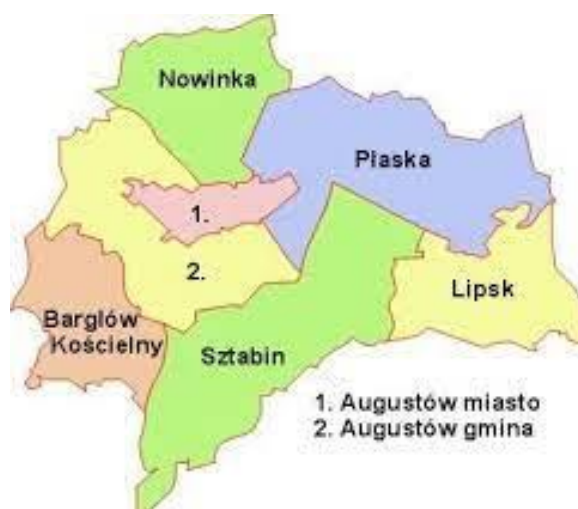 Nowinka
Płaska
1.
2.
Lipsk
Bargłów
Kościelny
Sztabin
1. Augustów miasto
2. Augustów gmina